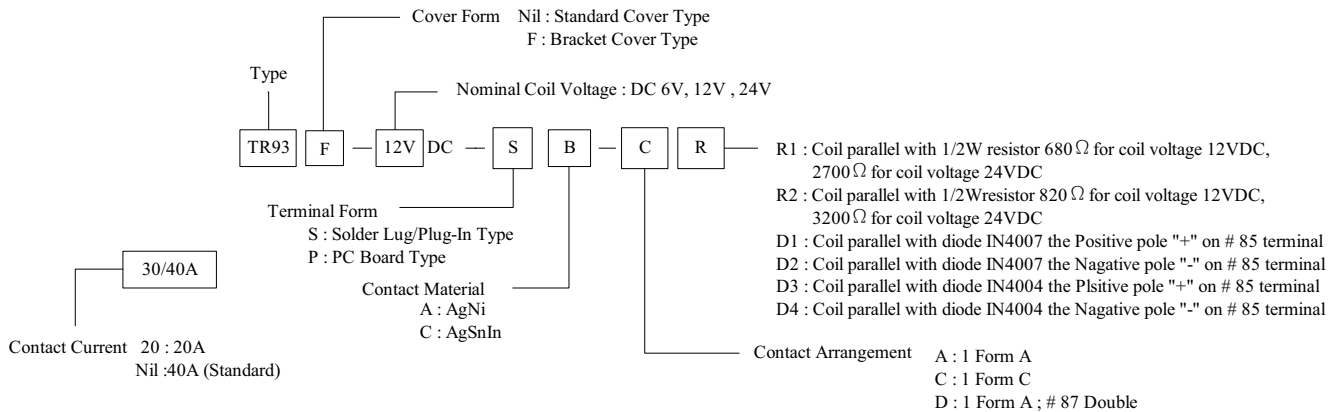 Cover Form Nil : Standard Cover Type
F : Bracket Cover Type
Type
Nominal Coil Voltage : DC 6V, 12V , 24V
TR93 F 12V DC S B C R
R1 : Coil parallel with 1/2W resistor 680 Ω for coil voltage 12VDC,
2700 Ω for coil voltage 24VDC
R2 : Coil parallel with 1/2Wresistor 820 Ω for coil voltage 12VDC,
3200 Ω for coil voltage 24VDC
D1 : Coil parallel with diode IN4007 the Positive pole "+" on # 85 terminal
D2 : Coil parallel with diode IN4007 the Nagative pole "-" on # 85 terminal
D3 : Coil parallel with diode IN4004 the Plsitive pole "+" on # 85 terminal
D4 : Coil parallel with diode IN4004 the Nagative pole "-" on # 85 terminal
Terminal Form
S : Solder Lug/Plug-In Type
P : PC Board Type
30/40A
Contact Material
A : AgNi
C : AgSnIn
Contact Current 20 : 20A
Nil :40A (Standard)
Contact Arrangement A : 1 Form A
C : 1 Form C
D : 1 Form A ; # 87 Double